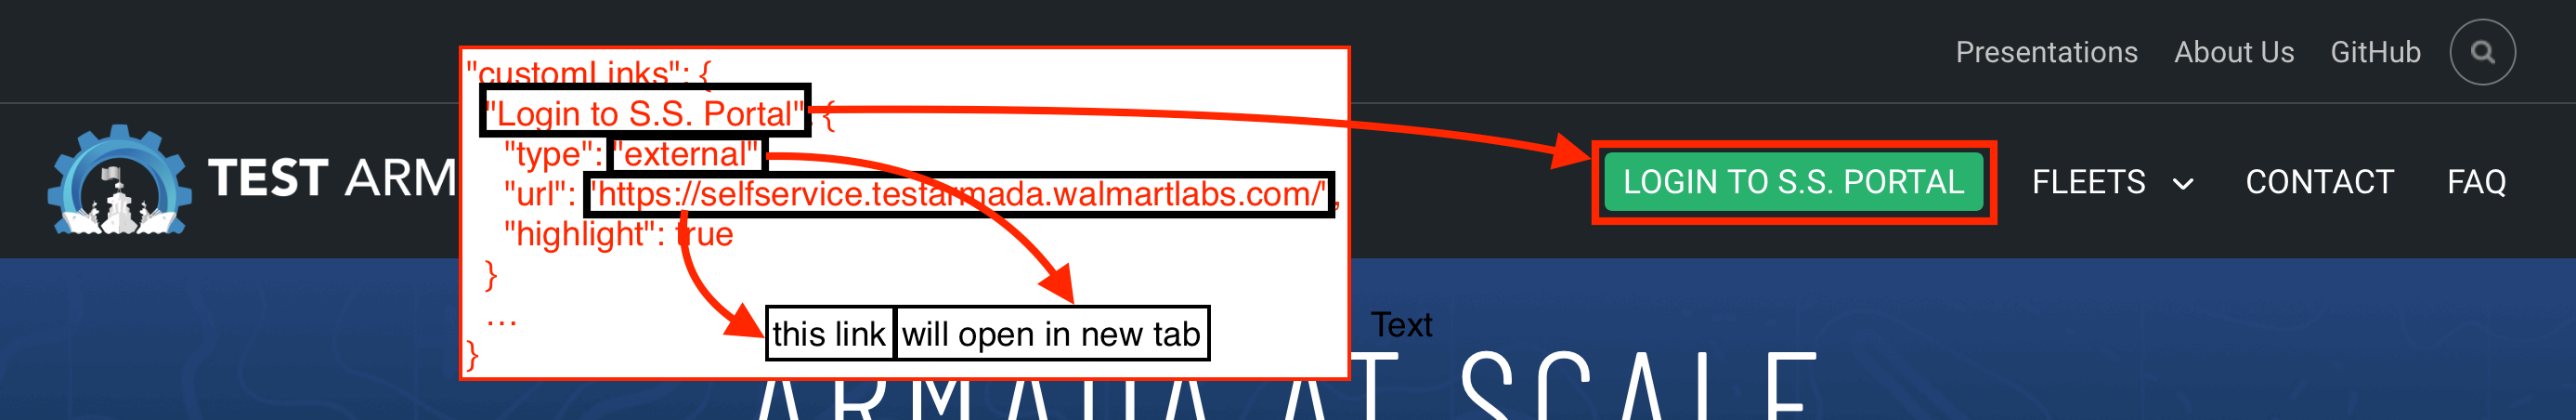 Presentations About Us GitHub
"customLinks": {
"Login to S.S. Portal": {
"type": "external"
"url": "https://selfservice.testarmada.walmartlabs.com/",
"highlight": true
}
...
}
this link will open in new tab
TEST ARM
LOGIN TO S.S. PORTAL FLEETS CONTACT FAQ
Text
ARMADA AT SCALE